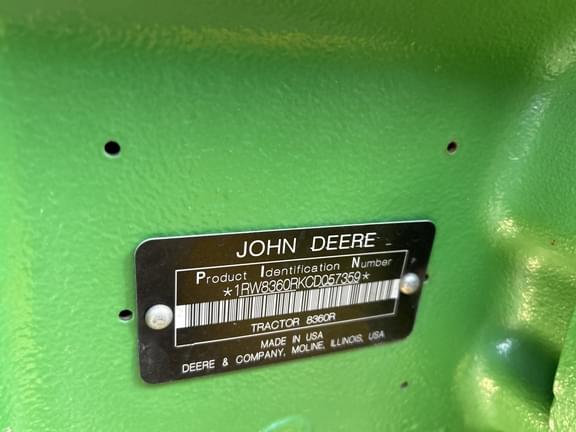 JOHN DEERE
Product Identification Number
*1RW8360RKCD057359*
TRACTOR 8360R
MADE IN USA
DEERE & COMPANY, MOLINE, ILLINOIS, USA